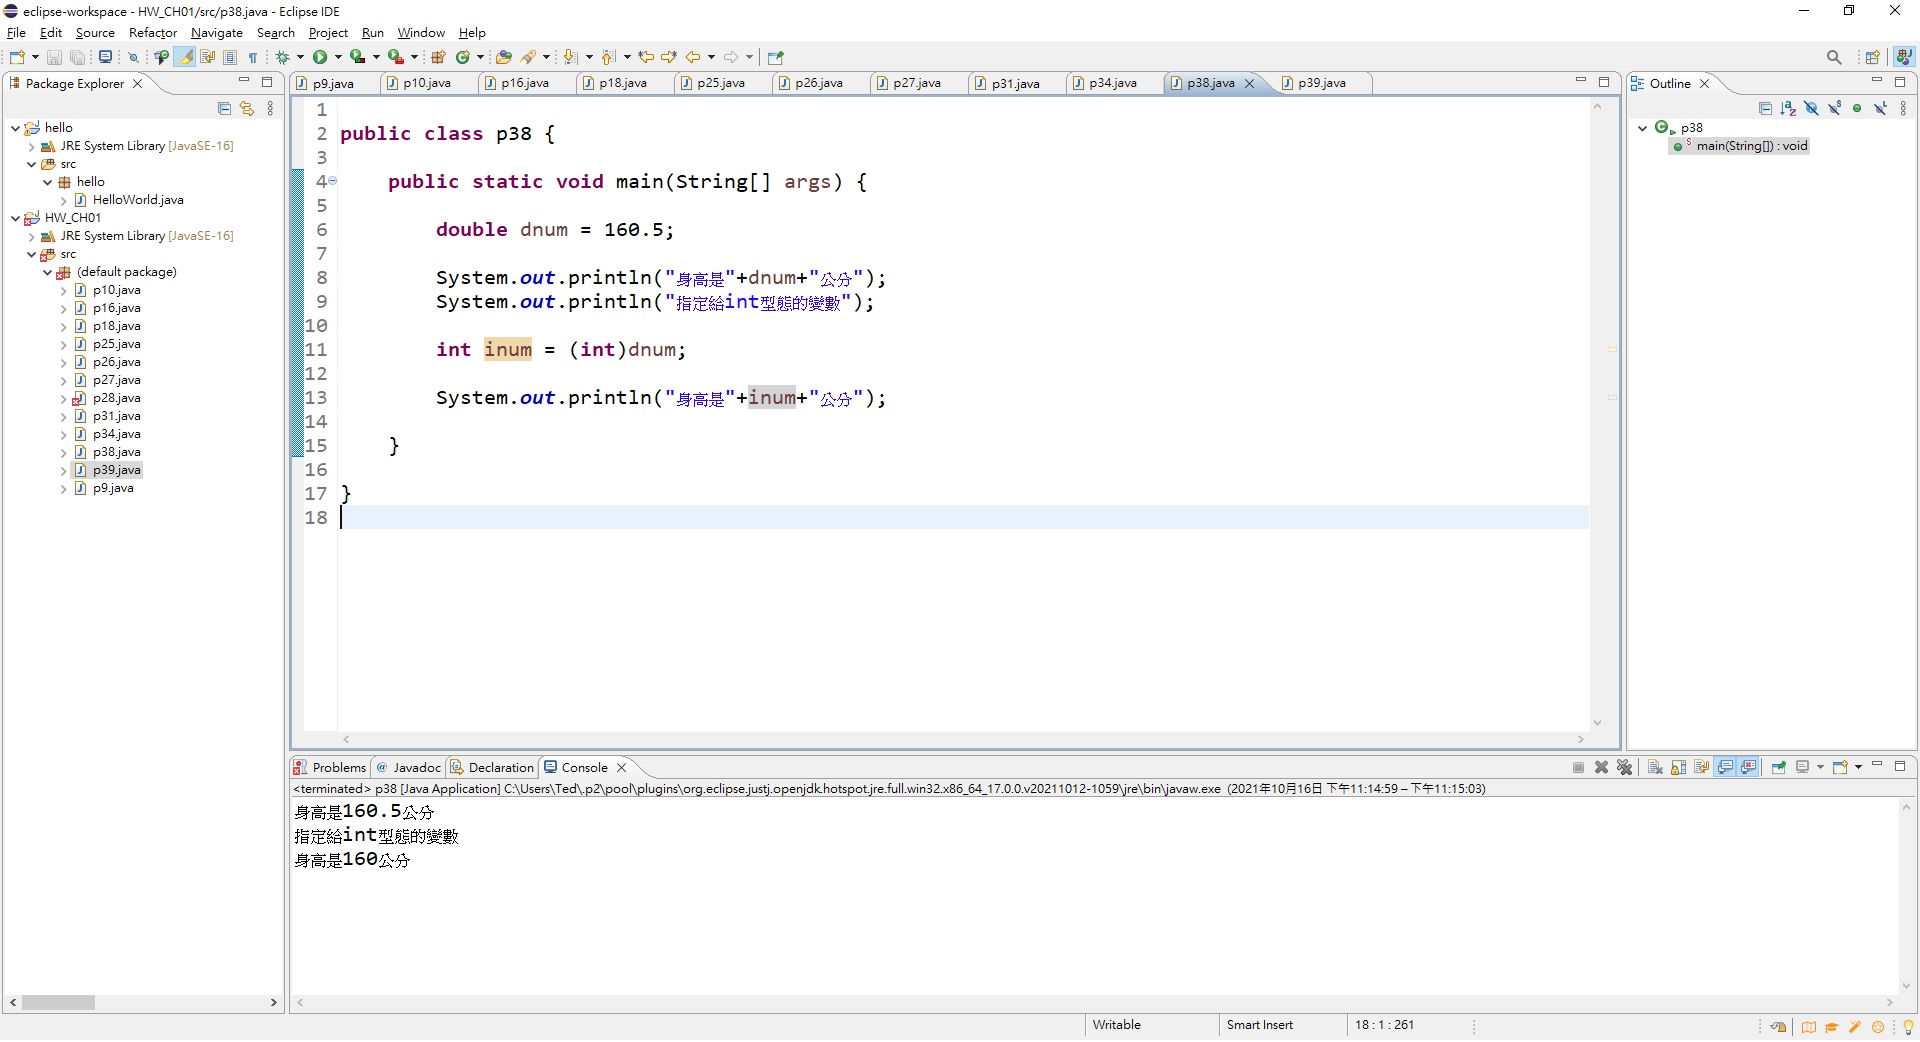 eclipse-workspace - HW_CH01/src/p38.java - Eclipse IDE
File Edit Source Refactor Navigate Search Project Run Window Help
Package Explorer
hello
JRE System Library [JavaSE-16]
src
hello
HelloWorld.java
HW_CH01
JRE System Library [JavaSE-16]
src
(default package)
p10.java
p16.java
p18.java
p25.java
p26.java
p27.java
p28.java
p31.java
p34.java
p38.java
p39.java
p9.java
p9.java p10.java p16.java p18.java p25.java p26.java p27.java p31.java p34.java p38.java p39.java
1
2 public class p38 {
3
4 public static void main(String[] args) {
5
6 double dnum = 160.5;
7
8 System.out.println("身高是"+dnum+"公分");
9 System.out.println("指定給int型態的變數");
10
11 int inum = (int)dnum;
12
13 System.out.println("身高是"+inum+"公分");
14
15 }
16
17 }
18
Outline
p38
main(String[]) : void
Problems Javadoc Declaration Console
<terminated> p38 [Java Application] C:\Users\Ted\.p2\pool\plugins\org.eclipse.justj.openjdk.hotspot.jre.full.win32.x86_64_17.0.0.v20211012-1059\jre\bin\javaw.exe (2021年10月16日 下午11:14:59 – 下午11:15:03)
身高是160.5公分
指定給int型態的變數
身高是160公分
Writable Smart Insert 18 : 1 : 261